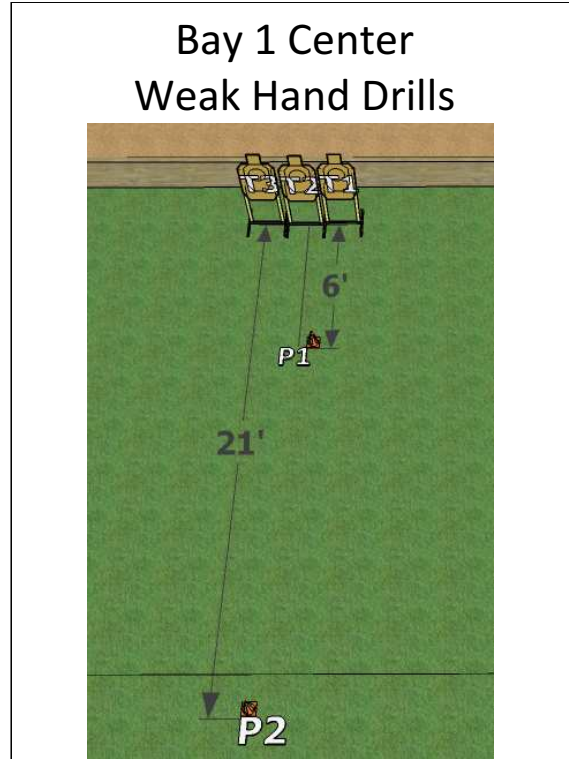 Bay 1 Center
Weak Hand Drills
T3 T2 T1
6'
P1
21'
P2